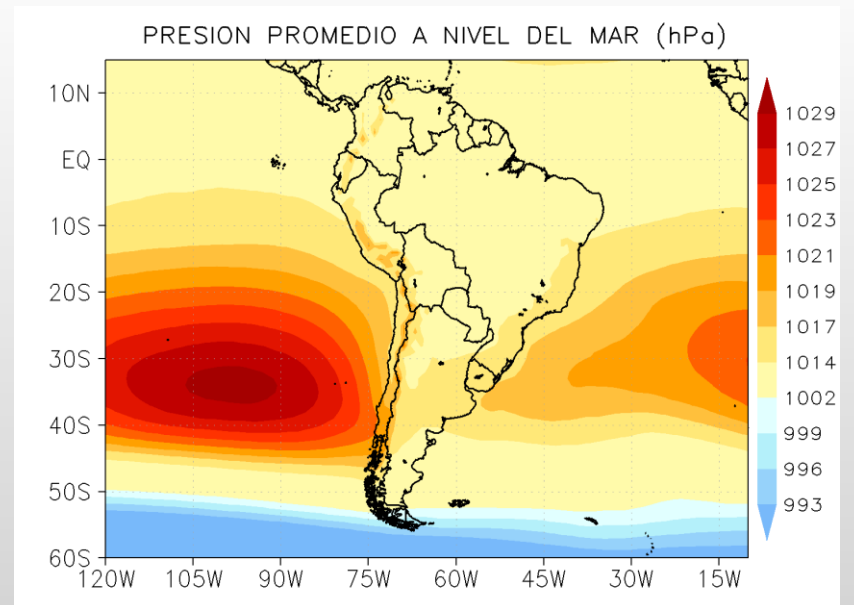 PRESION PROMEDIO A NIVEL DEL MAR (hPa)
10N
EQ
10S
20S
30S
40S
50S
60S
120W 105W 90W 75W 60W 45W 30W 15W
1029
1027
1025
1023
1021
1019
1017
1014
1002
999
996
993